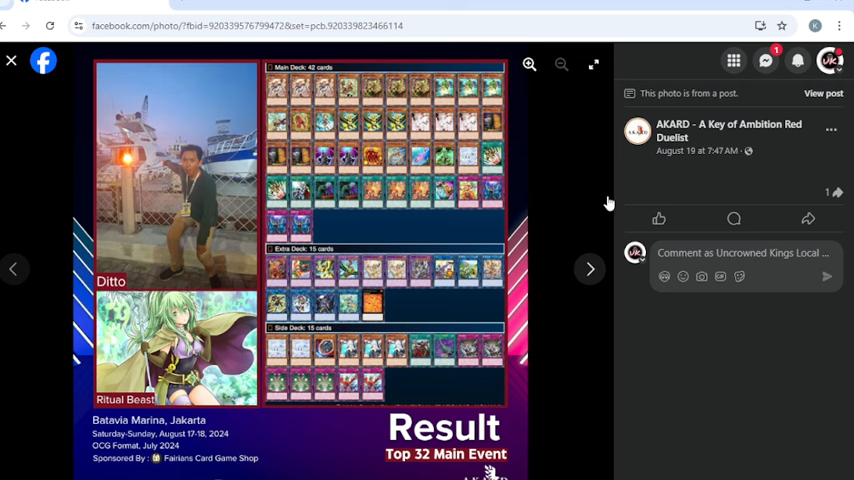 facebook.com/photo/?fbid=920339576799472&set=pcb.920339823466114
K
Main Deck: 42 cards
Extra Deck: 15 cards
Side Deck: 15 cards
Ditto
Ritual Beast
Batavia Marina, Jakarta
Saturday-Sunday, August 17-18, 2024
OCG Format, July 2024
Sponsored By : Fairians Card Game Shop
Result
Top 32 Main Event
1
This photo is from a post.
View post
AKARD - A Key of Ambition Red
Duelist
August 19 at 7:47 AM
1
Comment as Uncrowned Kings Local ...
GIF